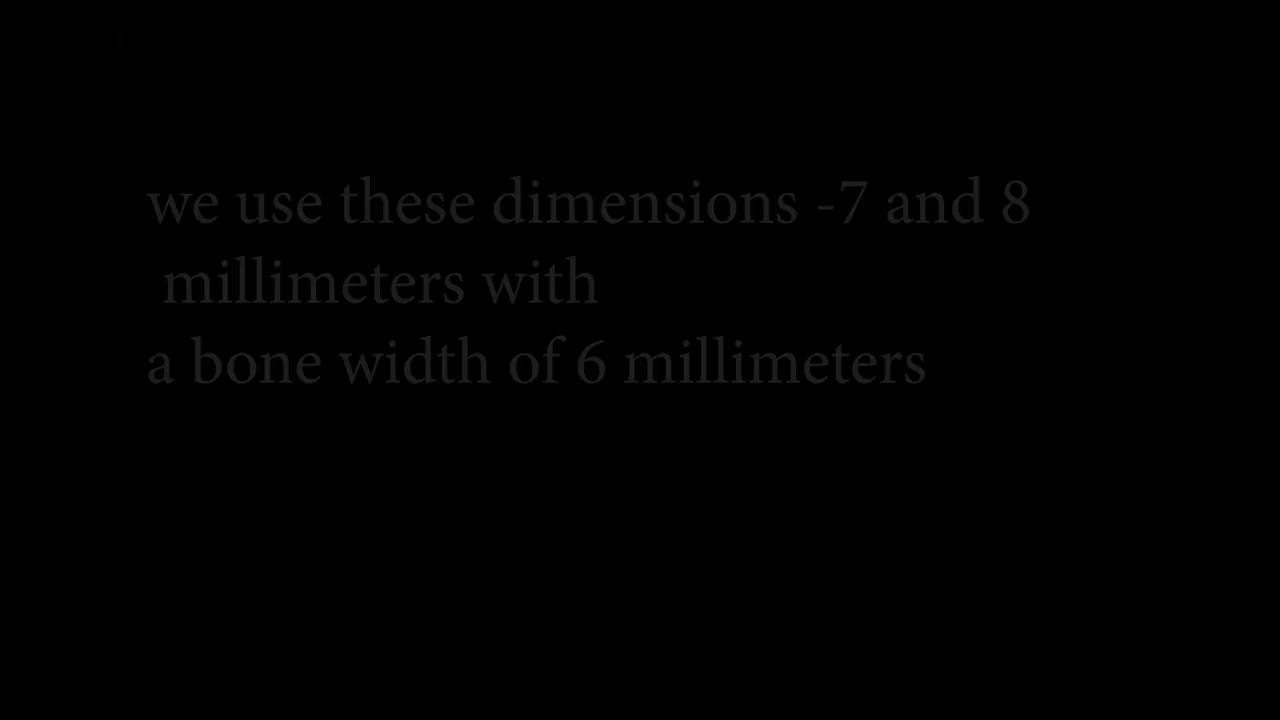 we use these dimensions -7 and 8
millimeters with
a bone width of 6 millimeters